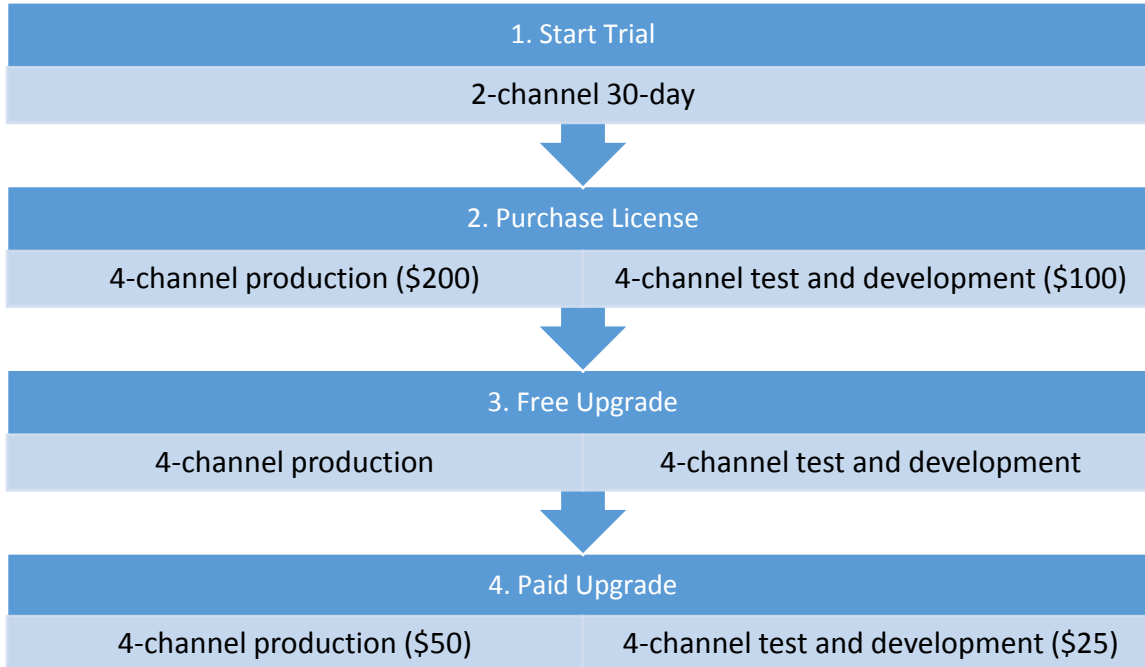 1. Start Trial
2-channel 30-day
2. Purchase License
4-channel production ($200)
4-channel test and development ($100)
3. Free Upgrade
4-channel production
4-channel test and development
4. Paid Upgrade
4-channel production ($50)
4-channel test and development ($25)